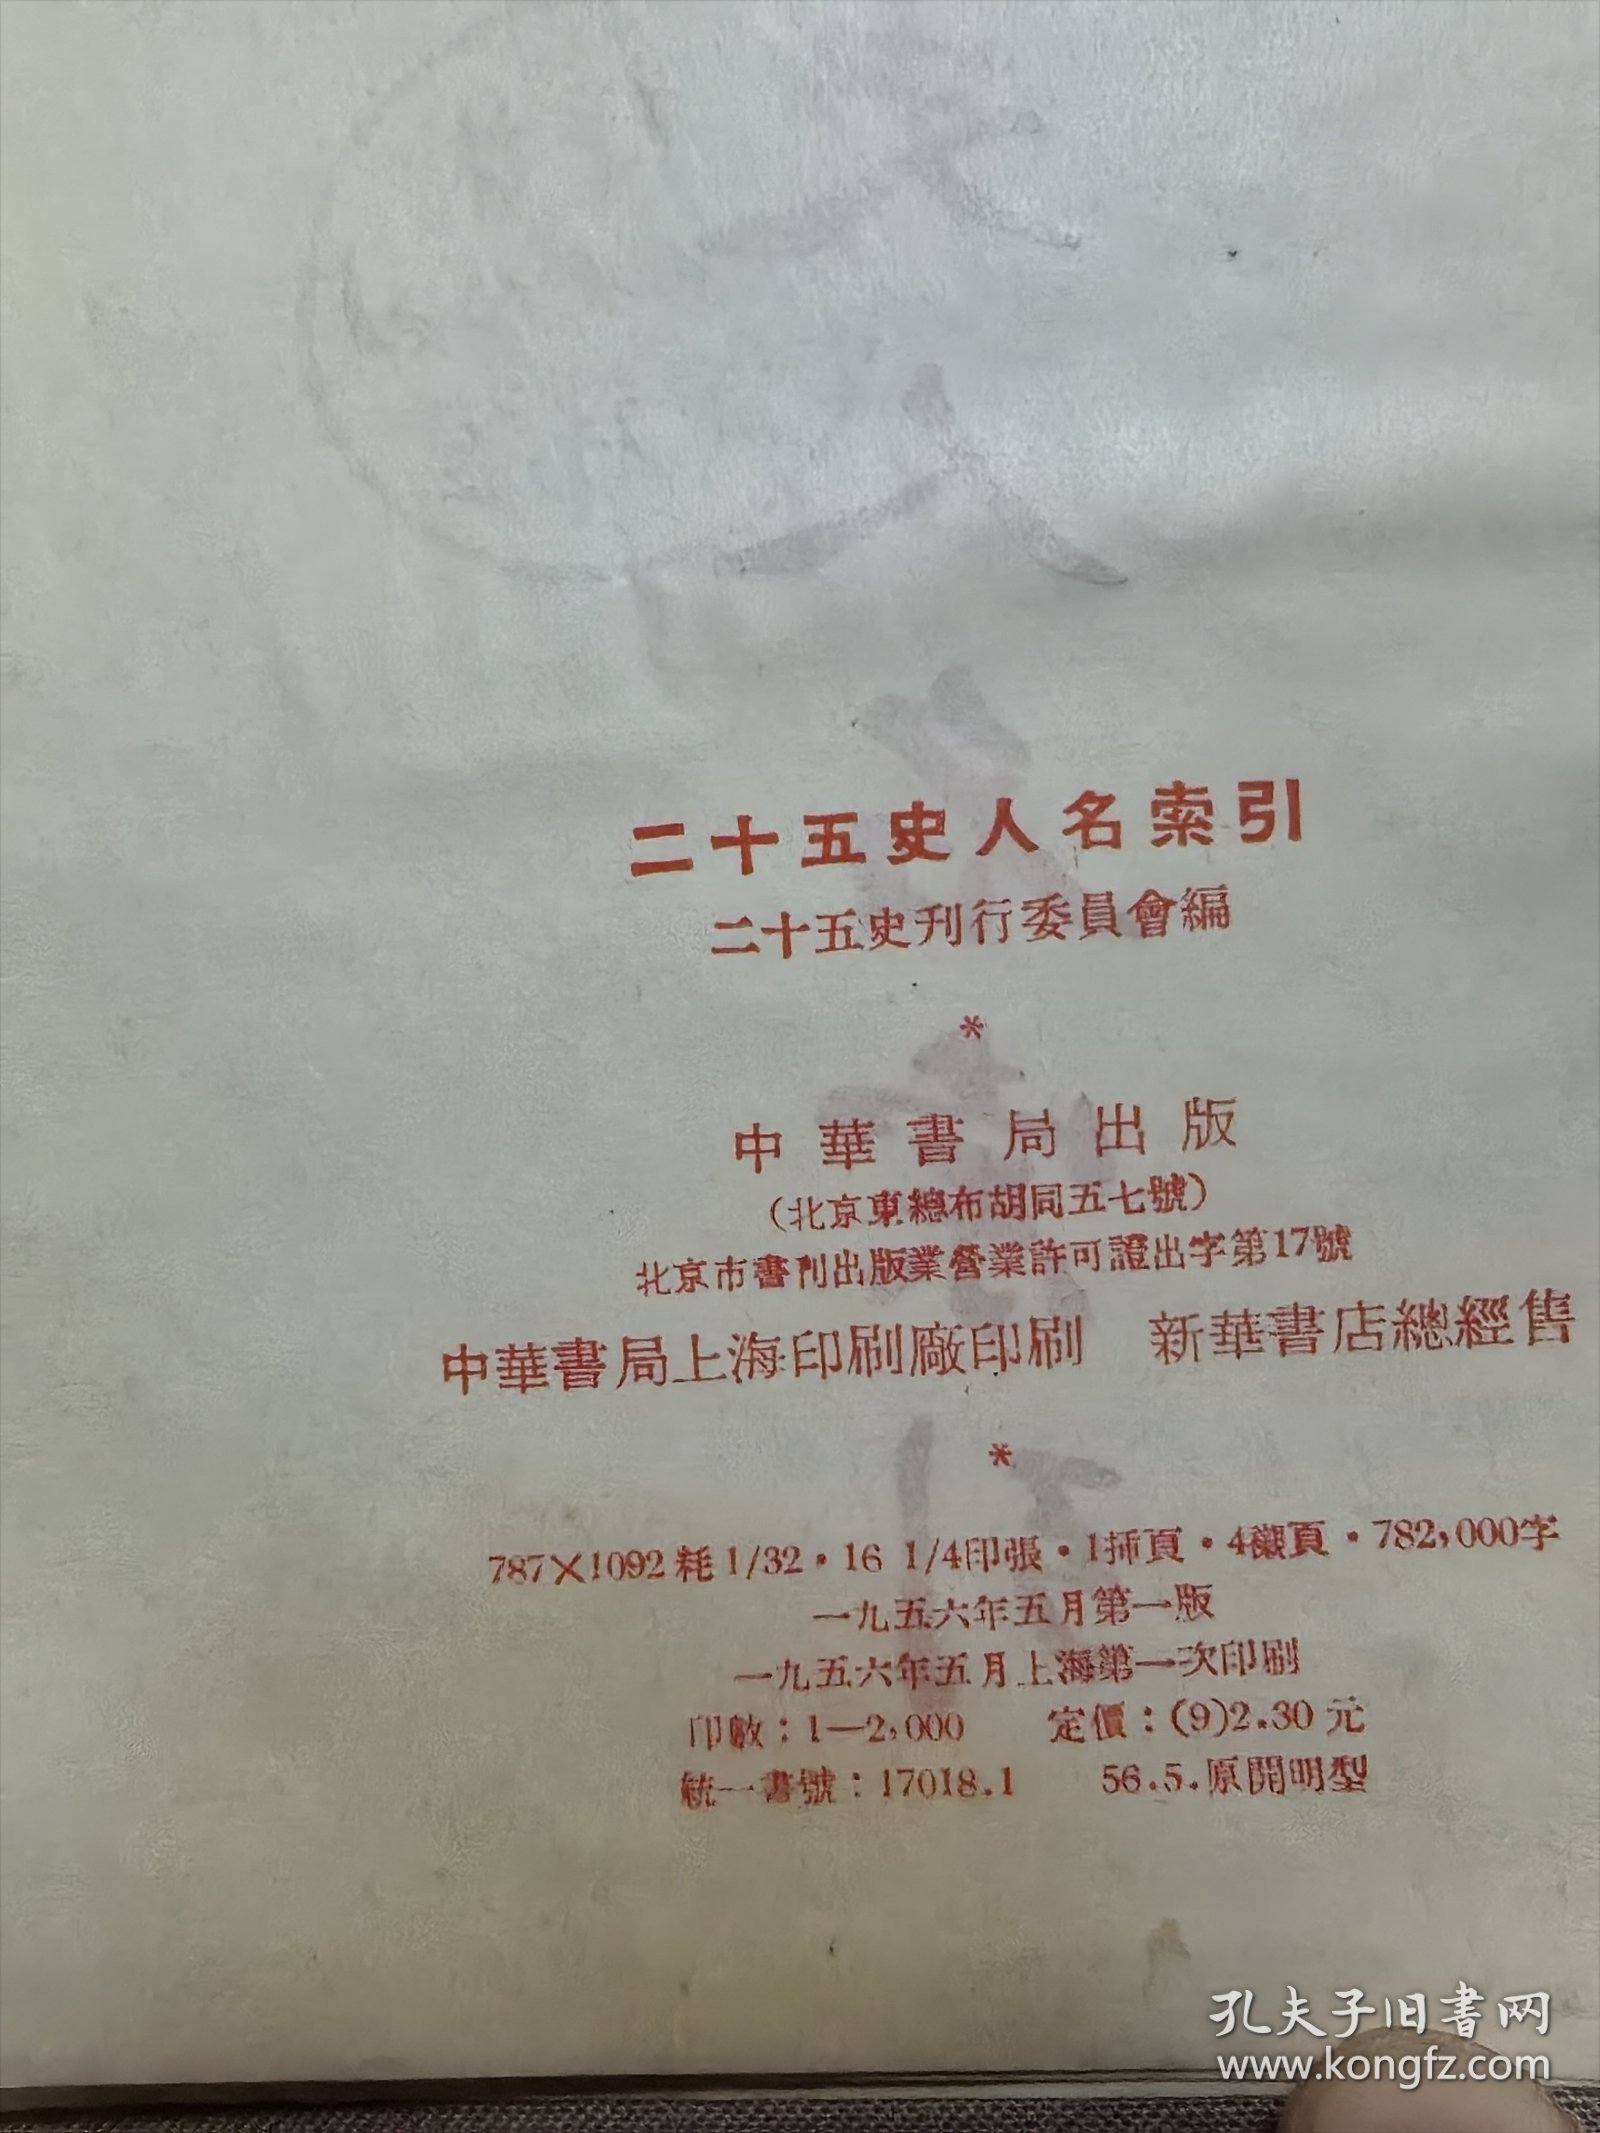 二十五史人名索引
二十五史刊行委員會編
*
中華書局出版
(北京東總布胡同五七號)
北京市書刊出版業營業許可證出字第17號
中華書局上海印刷廠印刷 新華書店總經售
*
787×1092耗1/32·16 1/4印張·1插頁·4襯頁·782,000字
一九五六年五月第一版
一九五六年五月上海第一次印刷
印數:1—2,000 定價:(9)2.30元
統一書號:17018.1 56.5.原開明型
孔夫子旧书网
www.kongfz.com